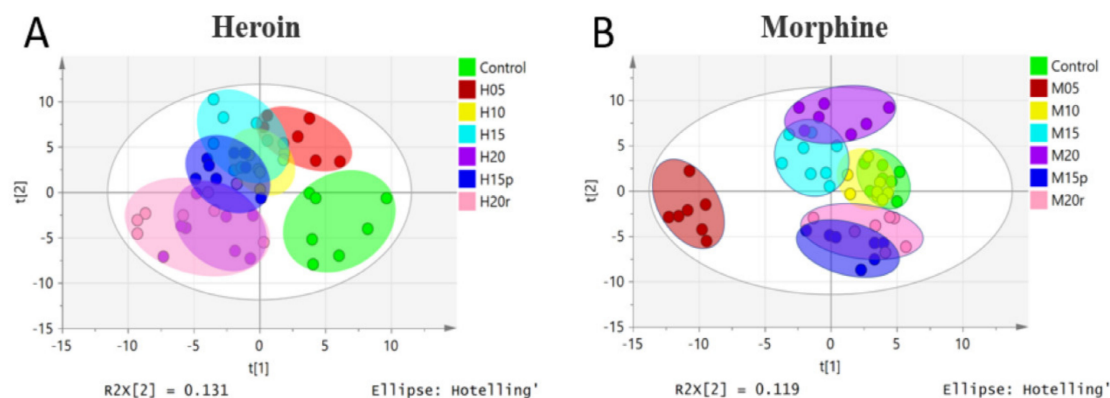 A
Heroin
t[2]
10
5
0
-5
-10
-15
-15
-10
-5
0
5
10
t[1]
R2X[2] = 0.131
Ellipse: Hotelling'
Control
H05
H10
H15
H20
H15p
H20r
B
Morphine
t[2]
10
5
0
-5
-10
-15
-15
-10
-5
0
5
10
15
t[1]
R2X[2] = 0.119
Ellipse: Hotelling'
Control
M05
M10
M15
M20
M15p
M20r